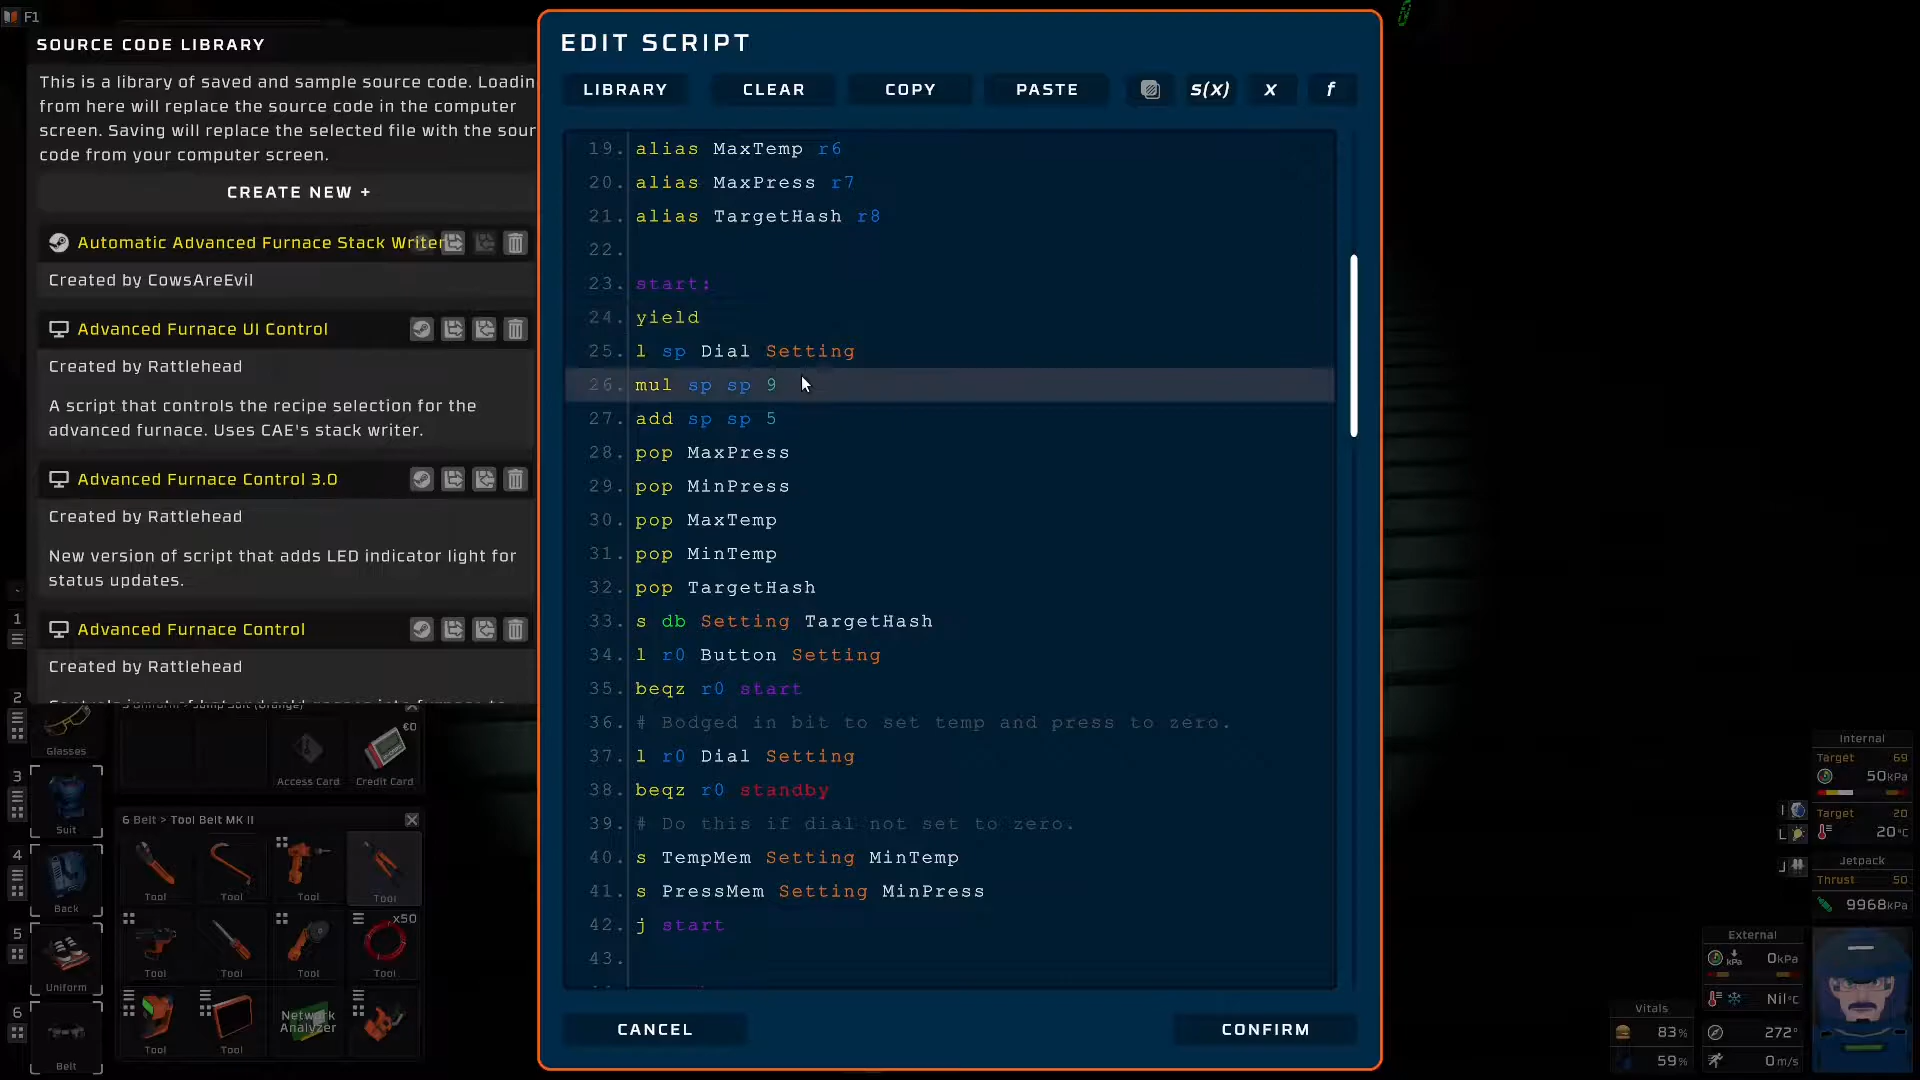 F1
SOURCE CODE LIBRARY
This is a library of saved and sample source code. Loadin
from here will replace the source code in the computer
screen. Saving will replace the selected file with the sour
code from your computer screen.
CREATE NEW +
Automatic Advanced Furnace Stack Writer
Created by CowsAreEvil
Advanced Furnace UI Control
Created by Rattlehead
A script that controls the recipe selection for the
advanced furnace. Uses CAE's stack writer.
Advanced Furnace Control 3.0
Created by Rattlehead
New version of script that adds LED indicator light for
status updates.
Advanced Furnace Control
Created by Rattlehead
EDIT SCRIPT
LIBRARY
CLEAR
COPY
PASTE
s(x)
x
f
19. alias MaxTemp r6
20. alias MaxPress r7
21. alias TargetHash r8
22.
23. start:
24. yield
25. l sp Dial Setting
26. mul sp sp 9
27. add sp sp 5
28. pop MaxPress
29. pop MinPress
30. pop MaxTemp
31. pop MinTemp
32. pop TargetHash
33. s db Setting TargetHash
34. l r0 Button Setting
35. beqz r0 start
36. # Bodged in bit to set temp and press to zero.
37. l r0 Dial Setting
38. beqz r0 standby
39. # Do this if dial not set to zero.
40. s TempMem Setting MinTemp
41. s PressMem Setting MinPress
42. j start
43.
CANCEL
CONFIRM
1
2
Glasses
3
Suit
4
Back
5
Uniform
6
Belt
€0
Access Card
Credit Card
6 Belt > Tool Belt MK II
Tool
Tool
Tool
Tool
x50
Tool
Tool
Tool
Tool
Tool
Tool
Network
Analyzer
Tool
Internal
Target 69
50kPa
Target 20
I
L
20°C
Jetpack
J
Thrust 50
9968kPa
External
kPa
0kPa
Nil°C
272°
0m/s
Vitals
83%
59%